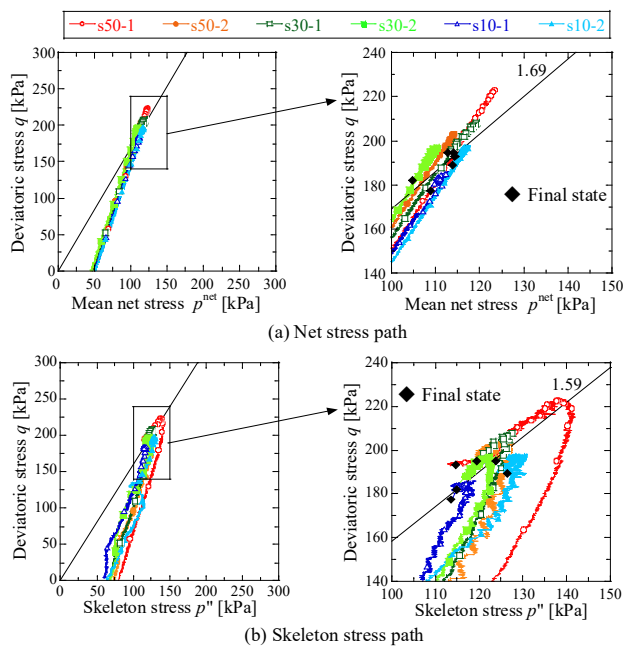 s50-1 s50-2 s30-1 s30-2 s10-1 s10-2
300
250
200
150
100
50
0
0 50 100 150 200 250 300
Deviatoric stress q [kPa]
Mean net stress p^net [kPa]
240
220
200
180
160
140
100 110 120 130 140 150
1.69
Final state
Deviatoric stress q [kPa]
Mean net stress p^net [kPa]
(a) Net stress path
300
250
200
150
100
50
0
0 50 100 150 200 250 300
Deviatoric stress q [kPa]
Skeleton stress p" [kPa]
240
220
200
180
160
140
100 110 120 130 140 150
Final state
1.59
Deviatoric stress q [kPa]
Skeleton stress p" [kPa]
(b) Skeleton stress path